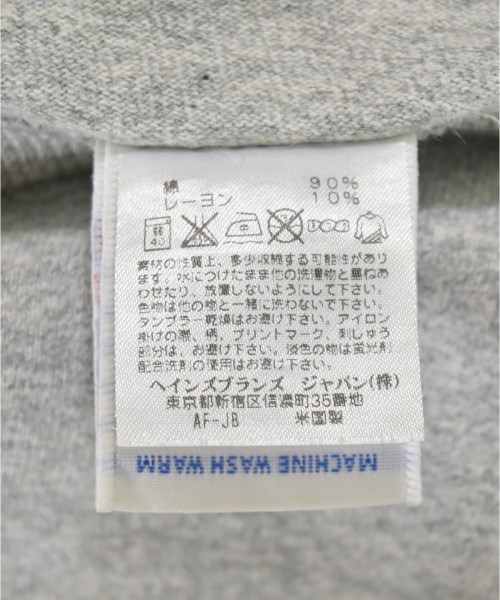 綿 90%
レーヨン 10%
弱 40
素材の性質上、多少収縮する可能性があり
ます。水につけたまま他の洗濯物と重ねあ
わせたり、放置しないようにして下さい。
色物は他の物と一緒に洗わないで下さい。
タンブラー乾燥はお避け下さい。アイロン
掛けの際、柄、プリントマーク、刺しゅう
部分は、お避け下さい。淡色の物は蛍光剤
配合洗剤の使用はお避け下さい。
ヘインズブランズ ジャパン(株)
東京都新宿区信濃町35番地
AF-JB 米国製
MACHINE WASH WARM